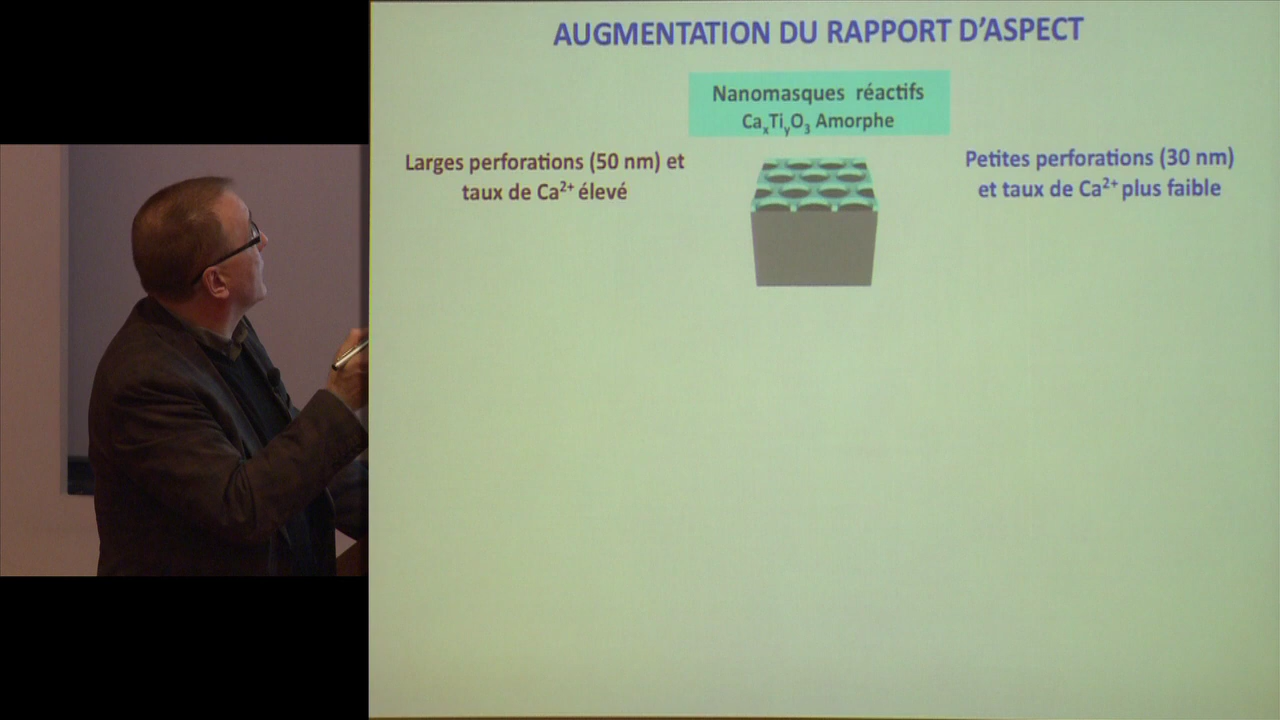 AUGMENTATION DU RAPPORT D'ASPECT
Nanomasques réactifs
CaxTiyO3 Amorphe
Larges perforations (50 nm) et
taux de Ca²⁺ élevé
Petites perforations (30 nm)
et taux de Ca²⁺ plus faible